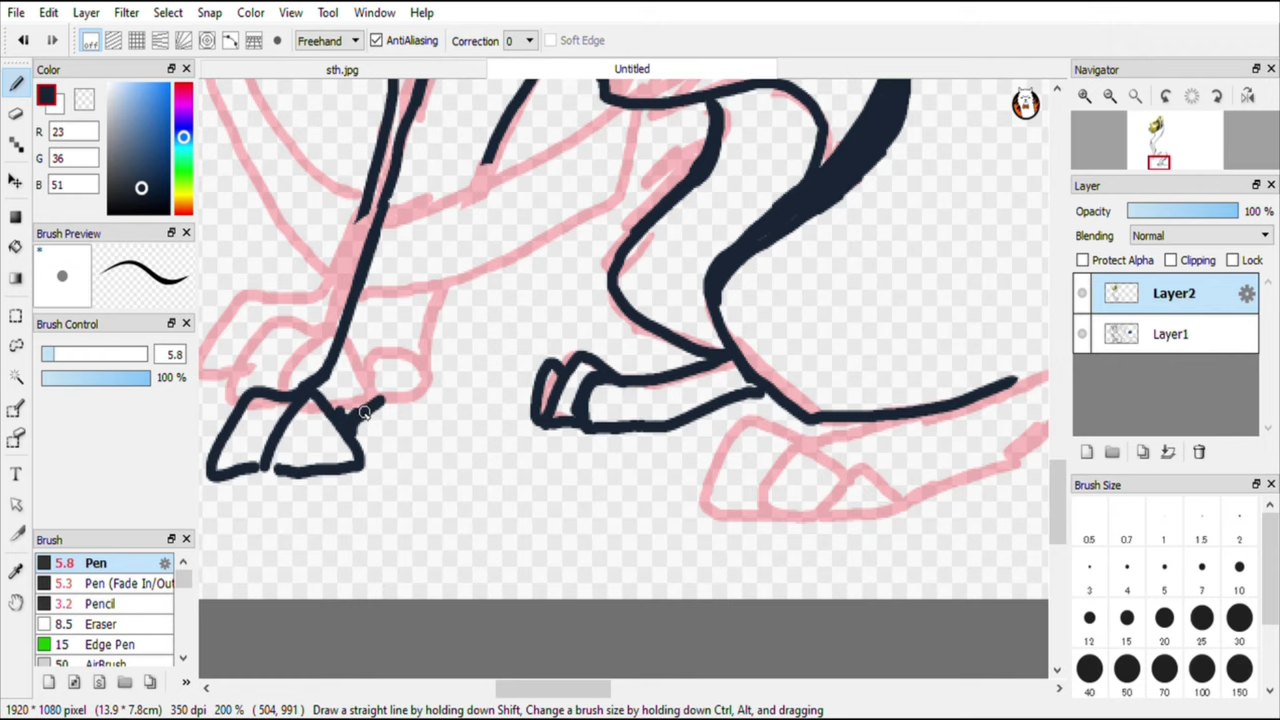 File Edit Layer Filter Select Snap Color View Tool Window Help
off Freehand AntiAliasing Correction 0 Soft Edge
Color
sth.jpg
Untitled
Navigator
R 23
G 36
B 51
Layer
Opacity 100 %
Brush Preview
Blending Normal
Protect Alpha Clipping Lock
Layer2
Brush Control
Layer1
5.8
100 %
Brush Size
0.5 0.7 1 1.5 2
Brush
5.8 Pen
3 4 5 7 10
5.3 Pen (Fade In/Out
3.2 Pencil
8.5 Eraser
12 15 20 25 30
15 Edge Pen
50 AirBrush
40 50 70 100 150
1920 * 1080 pixel (13.9 * 7.8cm) 350 dpi 200 % ( 504, 991 ) Draw a straight line by holding down Shift, Change a brush size by holding down Ctrl, Alt, and dragging